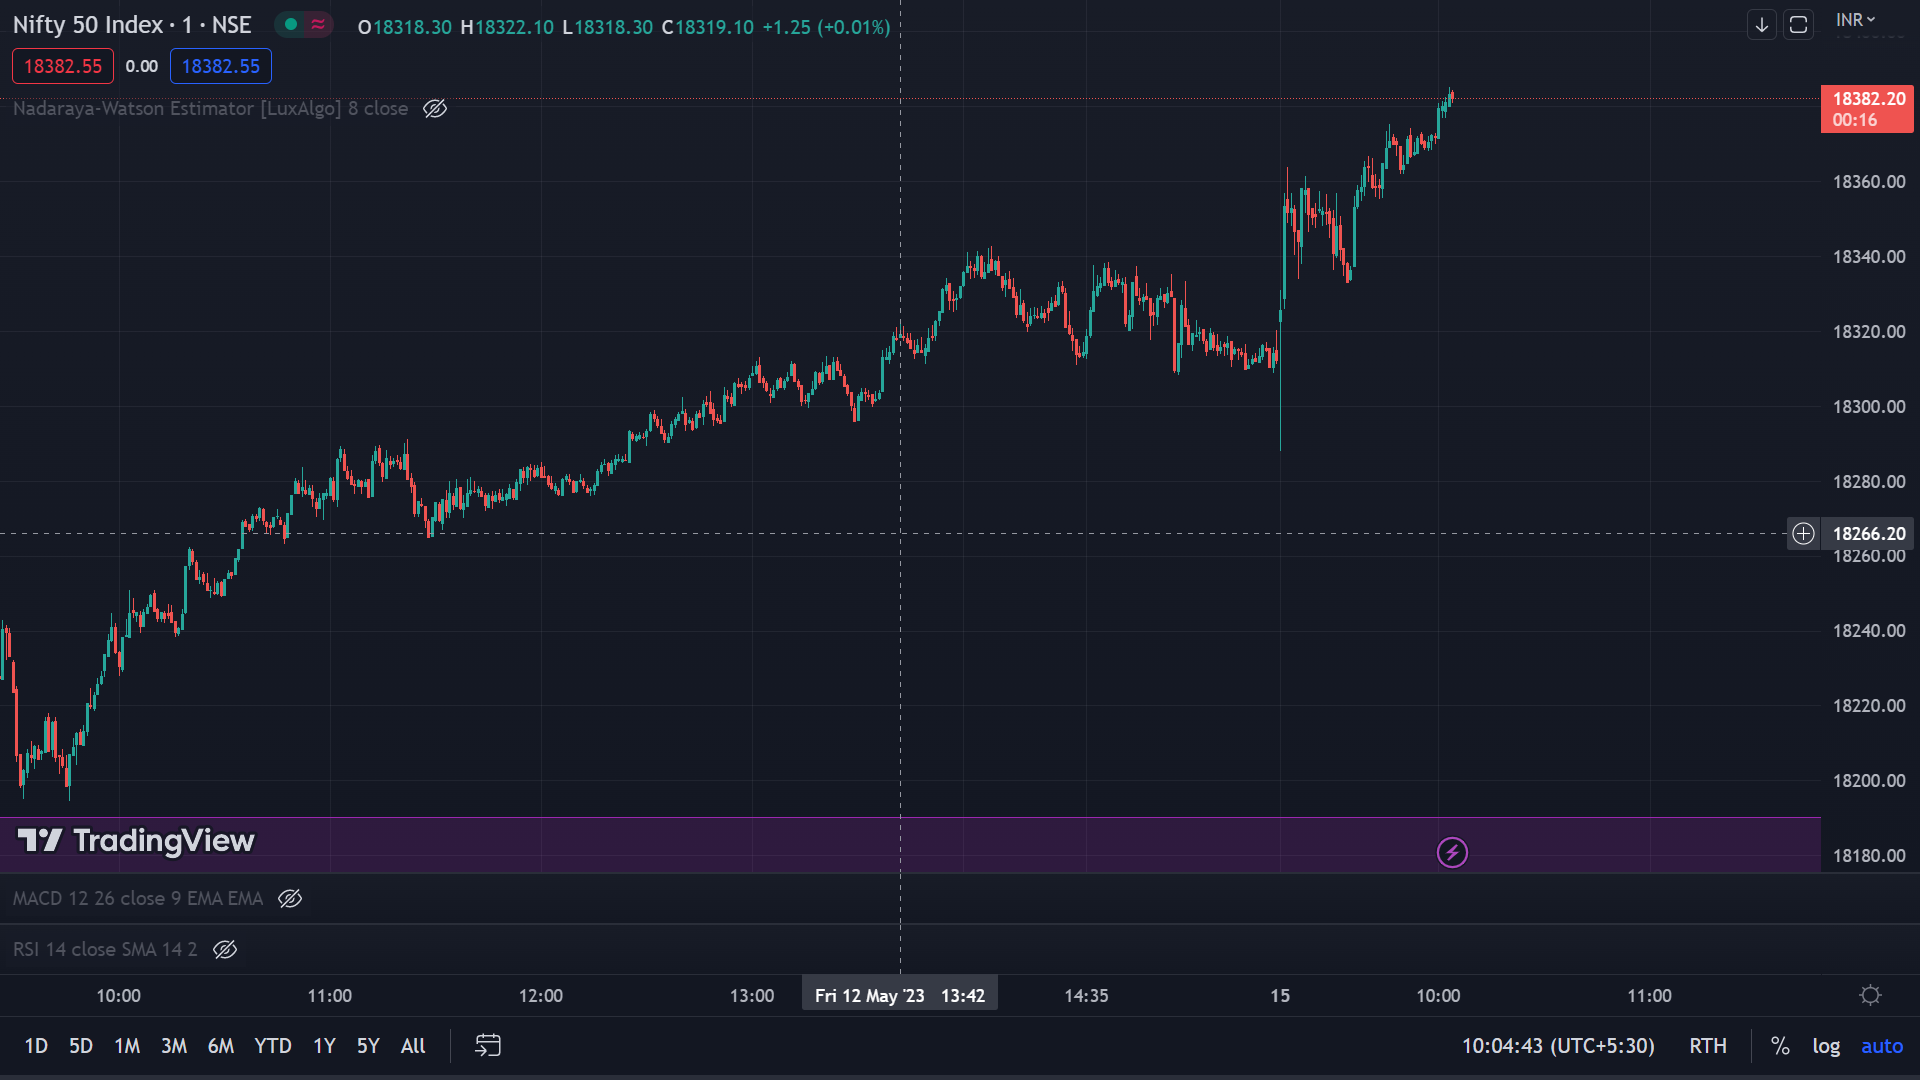 Nifty 50 Index · 1 · NSE O18318.30 H18322.10 L18318.30 C18319.10 +1.25 (+0.01%)
INR
18382.55 0.00 18382.55
Nadaraya-Watson Estimator [LuxAlgo] 8 close
18382.20
00:16
18360.00
18340.00
18320.00
18300.00
18280.00
18266.20
18260.00
18240.00
18220.00
18200.00
TradingView
18180.00
MACD 12 26 close 9 EMA EMA
RSI 14 close SMA 14 2
10:00 11:00 12:00 13:00 Fri 12 May '23 13:42 14:35 15 10:00 11:00
1D 5D 1M 3M 6M YTD 1Y 5Y All 10:04:43 (UTC+5:30) RTH % log auto